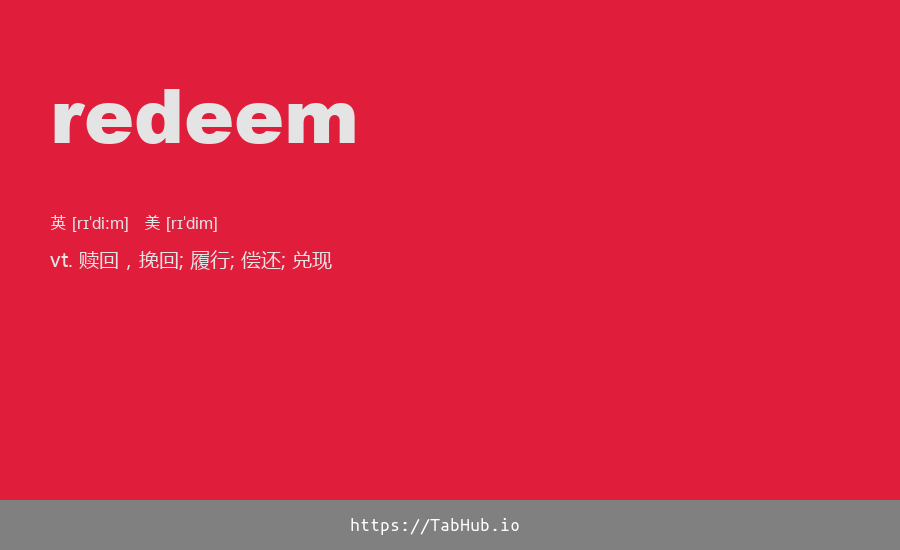 redeem
英 [rɪˈdiːm] 美 [rɪˈdim]
vt. 赎回，挽回; 履行; 偿还; 兑现
https://TabHub.io